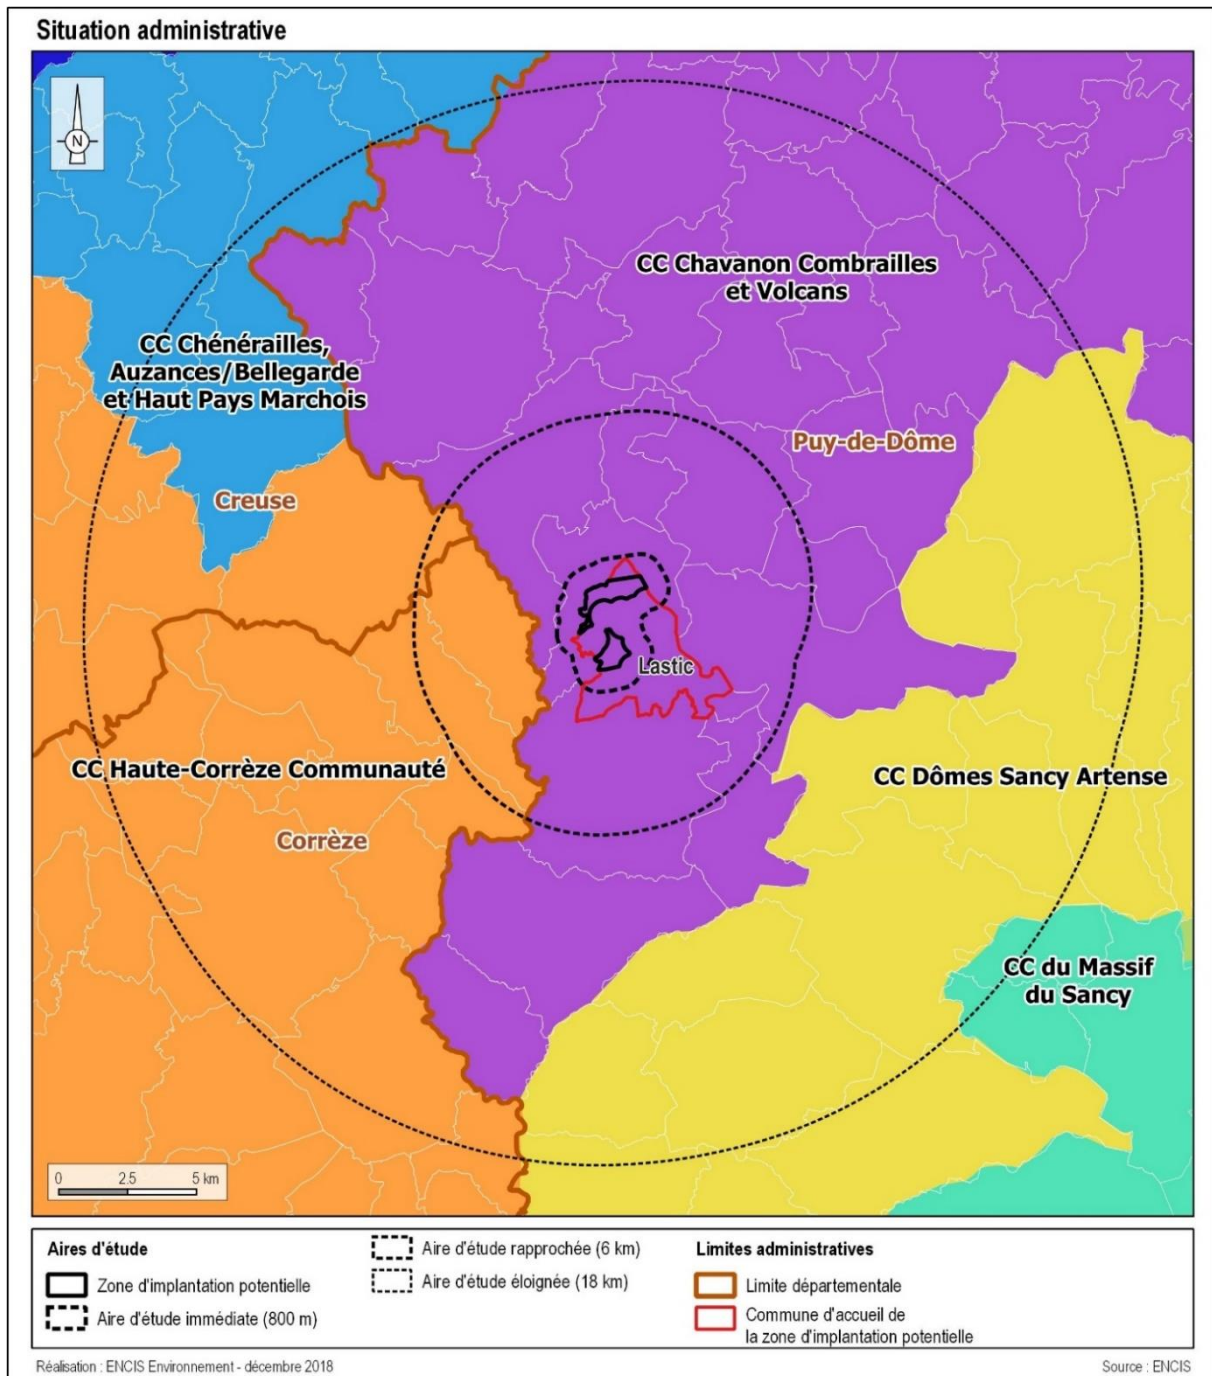 Situation administrative
N
CC Chavanon Combrailles
et Volcans
CC Chénérailles,
Auzances/Bellegarde
et Haut Pays Marchois
Puy-de-Dôme
Creuse
Lastic
CC Haute-Corrèze Communauté
CC Dômes Sancy Artense
Corrèze
CC du Massif
du Sancy
0 2.5 5 km
Aires d'étude
Zone d'implantation potentielle
Aire d'étude immédiate (800 m)
Aire d'étude rapprochée (6 km)
Aire d'étude éloignée (18 km)
Limites administratives
Limite départementale
Commune d'accueil de
la zone d'implantation potentielle
Réalisation : ENCIS Environnement - décembre 2018
Source : ENCIS